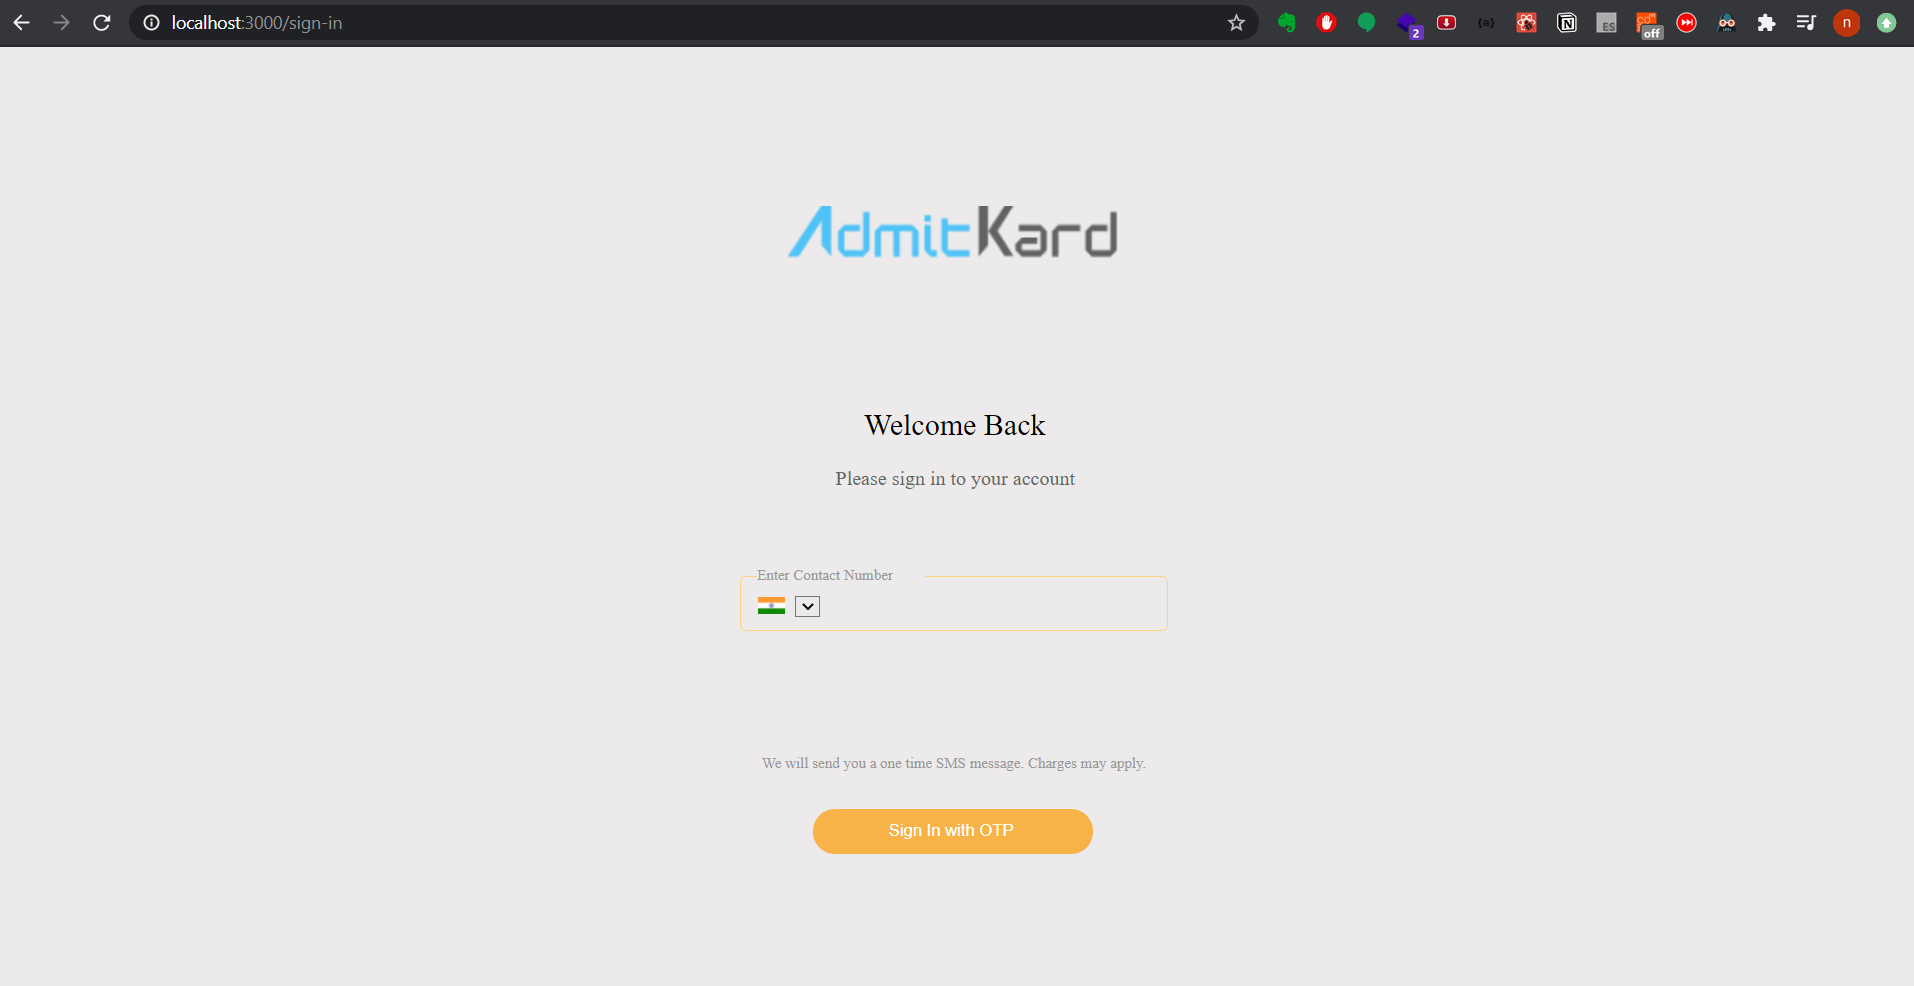 localhost:3000/sign-in
2
ES
off
n
AdmitKard
Welcome Back
Please sign in to your account
Enter Contact Number
We will send you a one time SMS message. Charges may apply.
Sign In with OTP